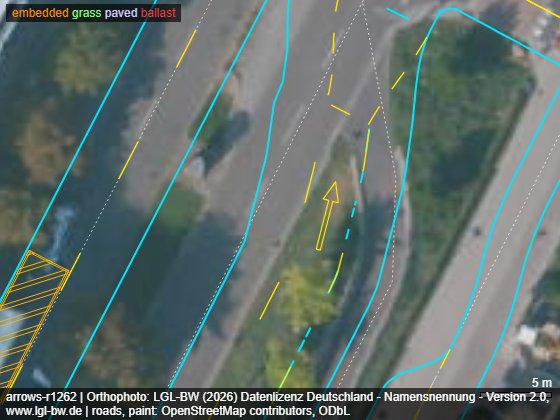 embedded grass paved ballast
5 m
arrows-r1262 | Orthophoto: LGL-BW (2026) Datenlizenz Deutschland - Namensnennung - Version 2.0,
www.lgl-bw.de | roads, paint: OpenStreetMap contributors, ODbL